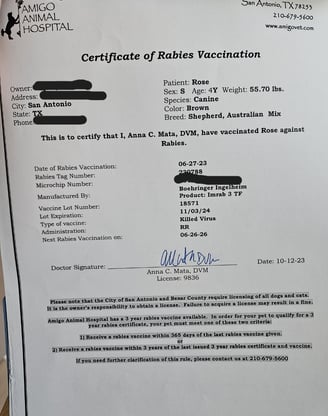 AMIGO
ANIMAL
HOSPITAL
San Antonio, TX 78253
210-679-5600
www.amigovet.com
Certificate of Rabies Vaccination
Owner:
Address:
City: San Antonio
State: TX
Phone:
Patient: Rose
Sex: S Age: 4Y Weight: 55.70 lbs.
Species: Canine
Color: Brown
Breed: Shepherd, Australian Mix
This is to certify that I, Anna C. Mata, DVM, have vaccinated Rose against
Rabies.
Date of Rabies Vaccination: 06-27-23
Rabies Tag Number: 230788
Microchip Number:
Manufactured By: Boehringer Ingelheim
Product: Imrab 3 TF
Vaccine Lot Number: 18571
Lot Expiration: 11/03/24
Type of vaccine: Killed Virus
Administration: RR
Next Rabies Vaccination on: 06-26-26
Doctor Signature: AMata DVM Date: 10-12-23
Anna C. Mata, DVM
License: 9836
Please note that the City of San Antonio and Bexar County require licensing of all dogs and cats.
It is the owner's responsibility to obtain a license. Failure to acquire a license may result in a fine.
Amigo Animal Hospital has a 3 year rabies vaccine available. In order for your pet to qualify for a 3
year rabies certificate, your pet must meet one of these two criteria:
1) Receive a rabies vaccine within 365 days of the last rabies vaccine given.
or
2) Receive a rabies vaccine within 3 years of the last issued 3 year rabies certificate and vaccine.
If you need further clarification of this rule, please contact us at 210-679-5600